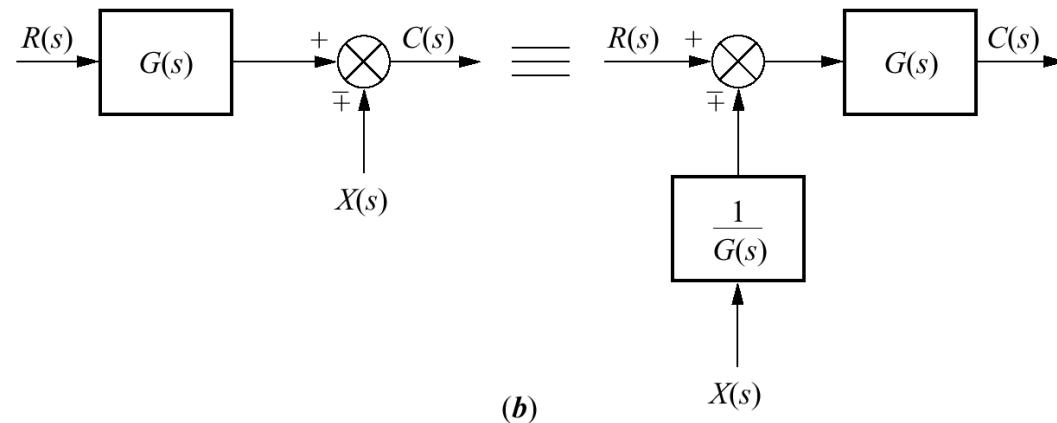 R(s) G(s) + C(s) R(s) + G(s) C(s)
∓ ∓
X(s)
1
G(s)
X(s)
(b)